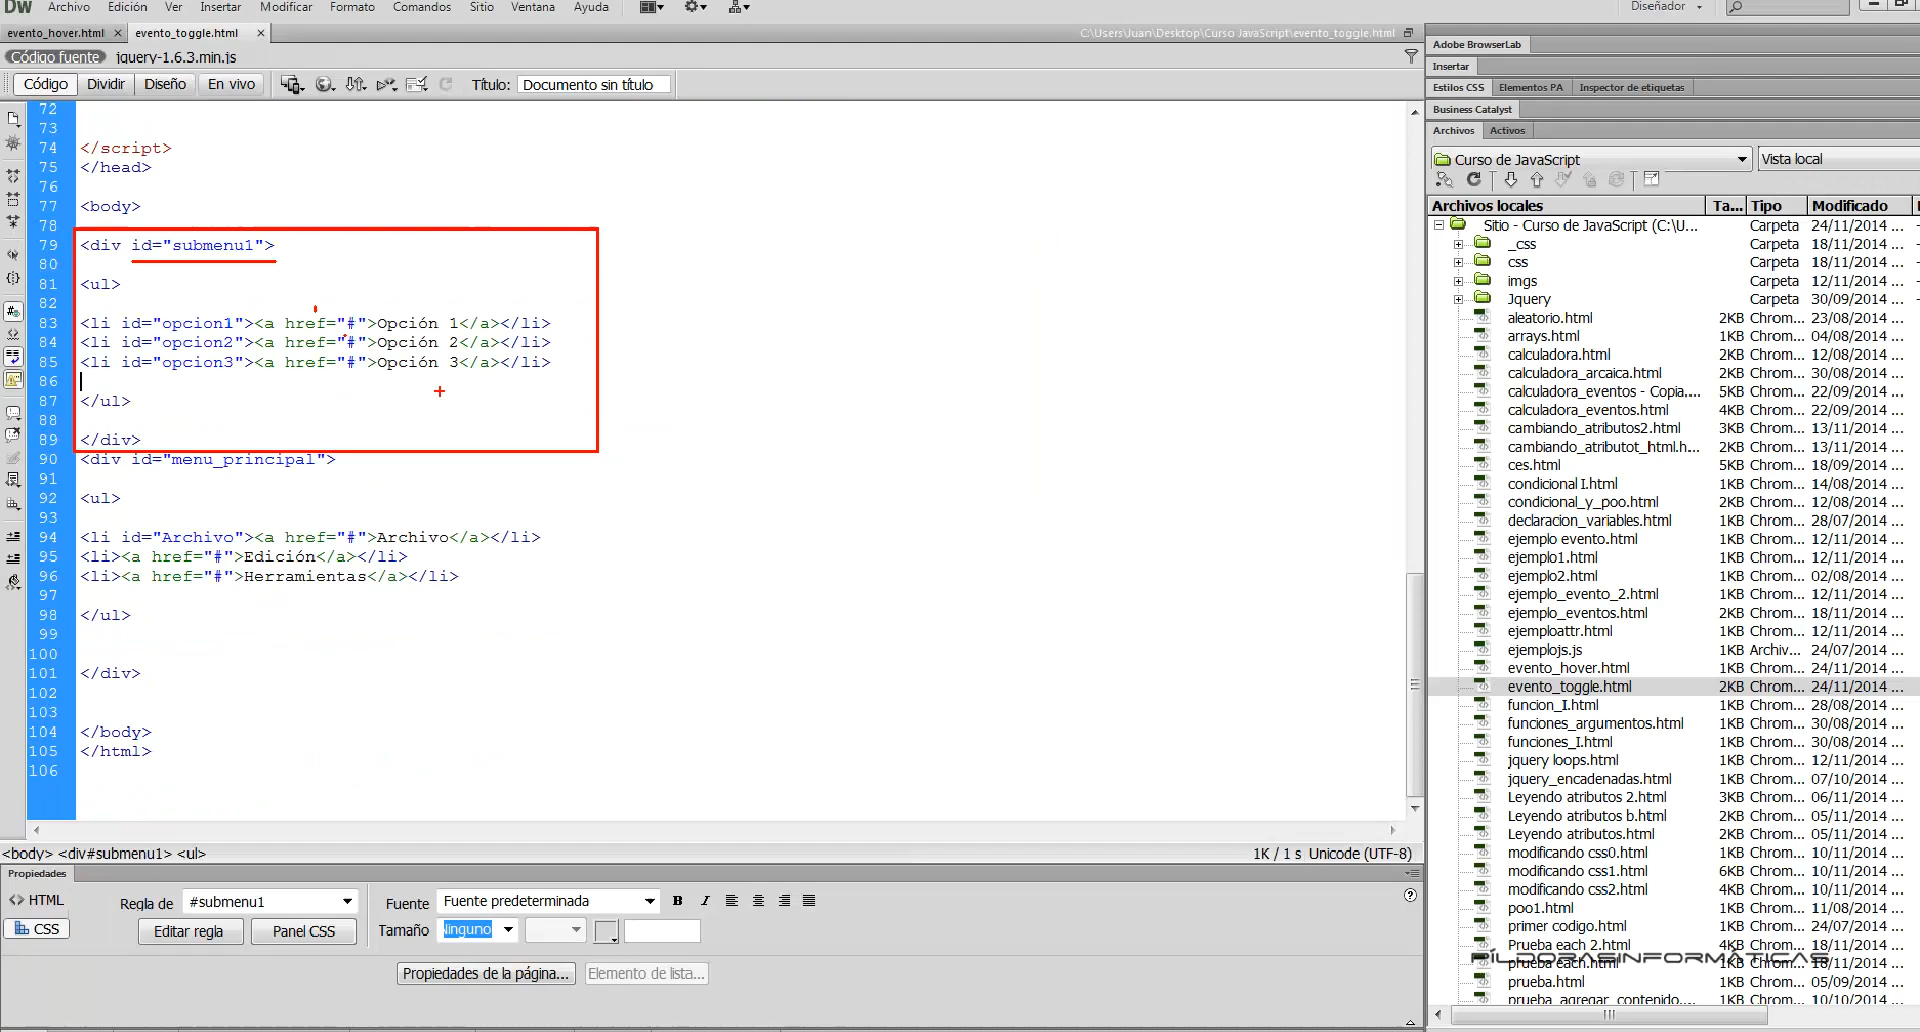 Dw Archivo Edición Ver Insertar Modificar Formato Comandos Sitio Ventana Ayuda Diseñador
evento_hover.html evento_toggle.html C:\Users\Juan\Desktop\Curso JavaScript\evento_toggle.html
Código fuente jquery-1.6.3.min.js
Código Dividir Diseño En vivo Título: Documento sin título
72
73
74 </script>
75 </head>
76
77 <body>
78
79 <div id="submenu1">
80
81 <ul>
82
83 <li id="opcion1"><a href="#">Opción 1</a></li>
84 <li id="opcion2"><a href="#">Opción 2</a></li>
85 <li id="opcion3"><a href="#">Opción 3</a></li>
86
87 </ul>
88
89 </div>
90 <div id="menu_principal">
91
92 <ul>
93
94 <li id="Archivo"><a href="#">Archivo</a></li>
95 <li><a href="#">Edición</a></li>
96 <li><a href="#">Herramientas</a></li>
97
98 </ul>
99
100
101 </div>
102
103
104 </body>
105 </html>
106
<body> <div#submenu1> <ul> 1K / 1 s Unicode (UTF-8)
Propiedades
<> HTML Regla de #submenu1 Fuente Fuente predeterminada B I
CSS Editar regla Panel CSS Tamaño Ninguno
Propiedades de la página... Elemento de lista...
Adobe BrowserLab
Insertar
Estilos CSS Elementos PA Inspector de etiquetas
Business Catalyst
Archivos Activos
Curso de JavaScript Vista local
Archivos locales Ta... Tipo Modificado
Sitio - Curso de JavaScript (C:\U... Carpeta 24/11/2014 ...
_css Carpeta 18/11/2014 ...
css Carpeta 18/11/2014 ...
imgs Carpeta 12/11/2014 ...
Jquery Carpeta 30/09/2014 ...
aleatorio.html 2KB Chrom... 23/08/2014 ...
arrays.html 1KB Chrom... 04/08/2014 ...
calculadora.html 2KB Chrom... 12/08/2014 ...
calculadora_arcaica.html 2KB Chrom... 30/08/2014 ...
calculadora_eventos - Copia.... 5KB Chrom... 22/09/2014 ...
calculadora_eventos.html 4KB Chrom... 22/09/2014 ...
cambiando_atributos2.html 3KB Chrom... 13/11/2014 ...
cambiando_atributot_html.h... 2KB Chrom... 13/11/2014 ...
ces.html 5KB Chrom... 18/09/2014 ...
condicional I.html 1KB Chrom... 14/08/2014 ...
condicional_y_poo.html 2KB Chrom... 12/08/2014 ...
declaracion_variables.html 1KB Chrom... 28/07/2014 ...
ejemplo evento.html 1KB Chrom... 12/11/2014 ...
ejemplo1.html 1KB Chrom... 12/11/2014 ...
ejemplo2.html 1KB Chrom... 02/08/2014 ...
ejemplo_evento_2.html 1KB Chrom... 12/11/2014 ...
ejemplo_eventos.html 2KB Chrom... 18/11/2014 ...
ejemploattr.html 1KB Chrom... 12/11/2014 ...
ejemplojs.js 1KB Archiv... 24/07/2014 ...
evento_hover.html 1KB Chrom... 24/11/2014 ...
evento_toggle.html 2KB Chrom... 24/11/2014 ...
funcion_I.html 1KB Chrom... 28/08/2014 ...
funciones_argumentos.html 1KB Chrom... 30/08/2014 ...
funciones_I.html 1KB Chrom... 30/08/2014 ...
jquery loops.html 1KB Chrom... 12/11/2014 ...
jquery_encadenadas.html 1KB Chrom... 07/10/2014 ...
Leyendo atributos 2.html 3KB Chrom... 06/11/2014 ...
Leyendo atributos b.html 2KB Chrom... 05/11/2014 ...
Leyendo atributos.html 2KB Chrom... 05/11/2014 ...
modificando css0.html 1KB Chrom... 10/11/2014 ...
modificando css1.html 6KB Chrom... 10/11/2014 ...
modificando css2.html 4KB Chrom... 10/11/2014 ...
poo1.html 2KB Chrom... 11/08/2014 ...
primer codigo.html 1KB Chrom... 24/07/2014 ...
Prueba each 2.html 4KB Chrom... 18/11/2014 ...
PÍLDORASINFORMÁTICAS
prueba each.html 1KB Chrom... 18/11/2014 ...
prueba.html 1KB Chrom... 05/09/2014 ...
prueba_agregar_contenido.... 2KB Chrom... 10/10/2014 ...